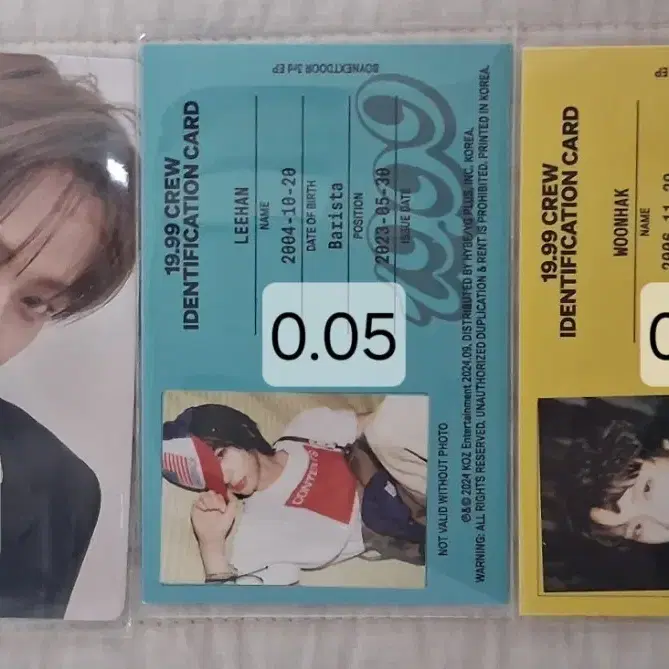 BOYNEXTDOOR 3rd EP
19.99 CREW
IDENTIFICATION CARD
LEEHAN
NAME
2004-10-20
DATE OF BIRTH
Barista
POSITION
2023-05-30
ISSUE DATE
0.05
NOT VALID WITHOUT PHOTO
℗&© 2024 KOZ Entertainment 2024.09. DISTRIBUTED BY HYBE/YG PLUS, INC. KOREA.
WARNING: ALL RIGHTS RESERVED. UNAUTHORIZED DUPLICATION & RENT IS PROHIBITED. PRINTED IN KOREA.
CONTENTS
19.99 CREW
IDENTIFICATION CARD
WOONHAK
NAME
0